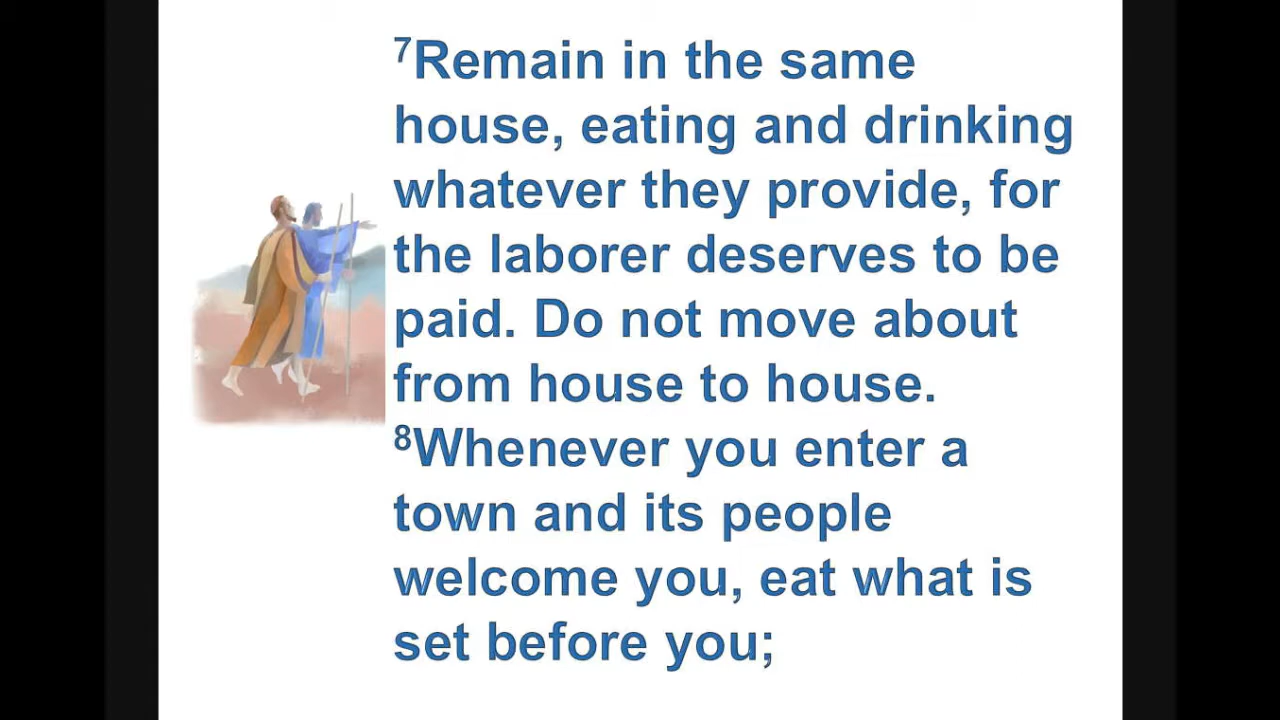 ⁷Remain in the same
house, eating and drinking
whatever they provide, for
the laborer deserves to be
paid. Do not move about
from house to house.
⁸Whenever you enter a
town and its people
welcome you, eat what is
set before you;